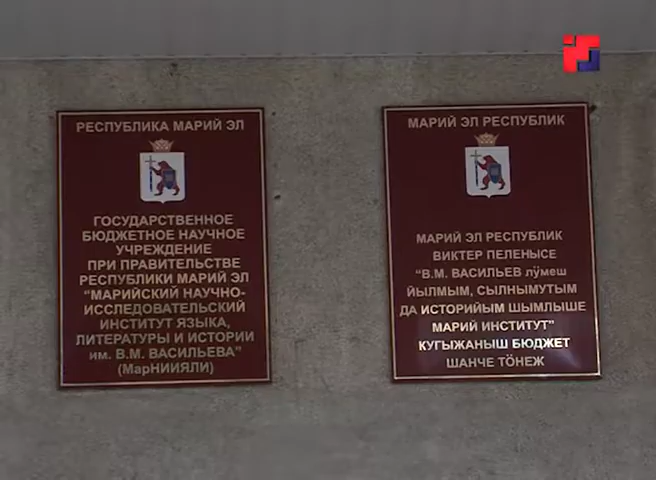 РЕСПУБЛИКА МАРИЙ ЭЛ
ГОСУДАРСТВЕННОЕ
БЮДЖЕТНОЕ НАУЧНОЕ
УЧРЕЖДЕНИЕ
ПРИ ПРАВИТЕЛЬСТВЕ
РЕСПУБЛИКИ МАРИЙ ЭЛ
"МАРИЙСКИЙ НАУЧНО-
ИССЛЕДОВАТЕЛЬСКИЙ
ИНСТИТУТ ЯЗЫКА,
ЛИТЕРАТУРЫ И ИСТОРИИ
им. В.М. ВАСИЛЬЕВА"
(МарНИИЯЛИ)
МАРИЙ ЭЛ РЕСПУБЛИК
МАРИЙ ЭЛ РЕСПУБЛИК
ВИКТЕР ПЕЛЕНЫСЕ
"В.М. ВАСИЛЬЕВ лӱмеш
ЙЫЛМЫМ, СЫЛНЫМУТЫМ
ДА ИСТОРИЙЫМ ШЫМЛЫШЕ
МАРИЙ ИНСТИТУТ"
КУГЫЖАНЫШ БЮДЖЕТ
ШАНЧЕ ТӦНЕЖ